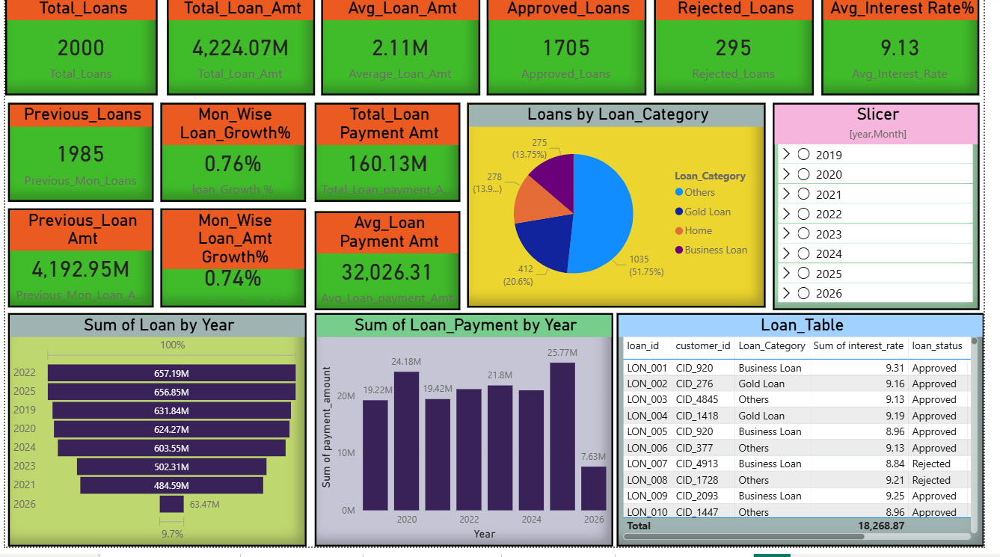 Total_Loans
2000
Total_Loans
Total_Loan_Amt
4,224.07M
Total_Loan_Amt
Avg_Loan_Amt
2.11M
Average_Loan_Amt
Approved_Loans
1705
Approved_Loans
Rejected_Loans
295
Rejected_Loans
Avg_Interest Rate%
9.13
Avg_Interest_Rate
Previous_Loans
1985
Previous_Mon_Loans
Mon_Wise
Loan_Growth%
0.76%
loan_Growth %
Total_Loan
Payment Amt
160.13M
Total_Loan_payment_A...
Previous_Loan
Amt
4,192.95M
Previous_Mon_Loan_A...
Mon_Wise
Loan_Amt
Growth%
0.74%
Avg_Loan
Payment Amt
32,026.31
Avg_Loan_payment_Amt
Loans by Loan_Category
275
(13.75%)
278
(13.9...)
412
(20.6%)
1035
(51.75%)
Loan_Category
Others
Gold Loan
Home
Business Loan
Slicer
[year,Month]
2019
2020
2021
2022
2023
2024
2025
2026
Sum of Loan by Year
100%
2022 657.19M
2025 656.85M
2019 631.84M
2020 624.27M
2024 603.55M
2023 502.31M
2021 484.59M
2026 63.47M
9.7%
Sum of Loan_Payment by Year
Sum of payment_amount
20M
10M
0M
19.22M
24.18M
19.42M
21.8M
25.77M
7.63M
2020 2022 2024 2026
Year
Loan_Table
loan_id customer_id Loan_Category Sum of interest_rate loan_status
LON_001 CID_920 Business Loan 9.31 Approved
LON_002 CID_276 Gold Loan 9.16 Approved
LON_003 CID_4845 Others 9.13 Approved
LON_004 CID_1418 Gold Loan 9.19 Approved
LON_005 CID_920 Business Loan 8.96 Approved
LON_006 CID_377 Others 9.13 Approved
LON_007 CID_4913 Business Loan 8.84 Rejected
LON_008 CID_1728 Others 9.21 Rejected
LON_009 CID_2093 Business Loan 9.25 Approved
LON_010 CID_1447 Others 8.96 Approved
Total 18,268.87